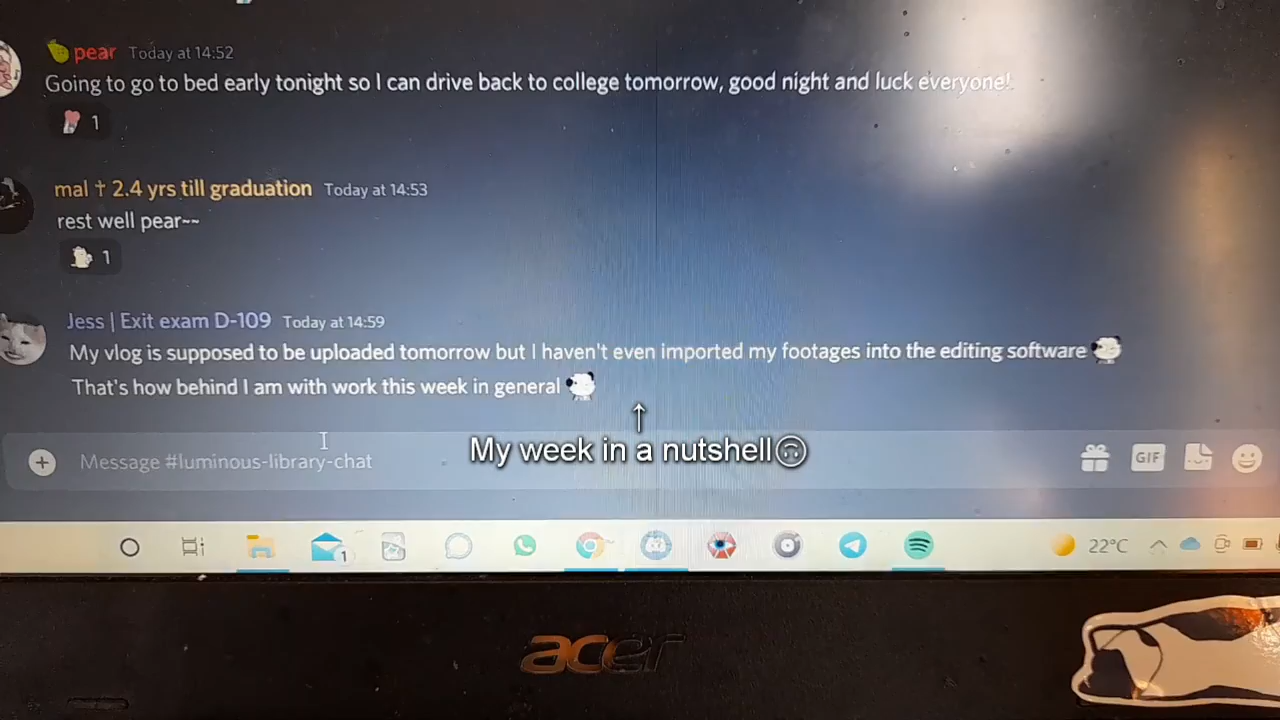 pear Today at 14:52
Going to go to bed early tonight so I can drive back to college tomorrow, good night and luck everyone!
1
mal † 2.4 yrs till graduation Today at 14:53
rest well pear~~
1
Jess | Exit exam D-109 Today at 14:59
My vlog is supposed to be uploaded tomorrow but I haven't even imported my footages into the editing software
That's how behind I am with work this week in general
↑
My week in a nutshell🙃
Message #luminous-library-chat
GIF
1
22°C
acer